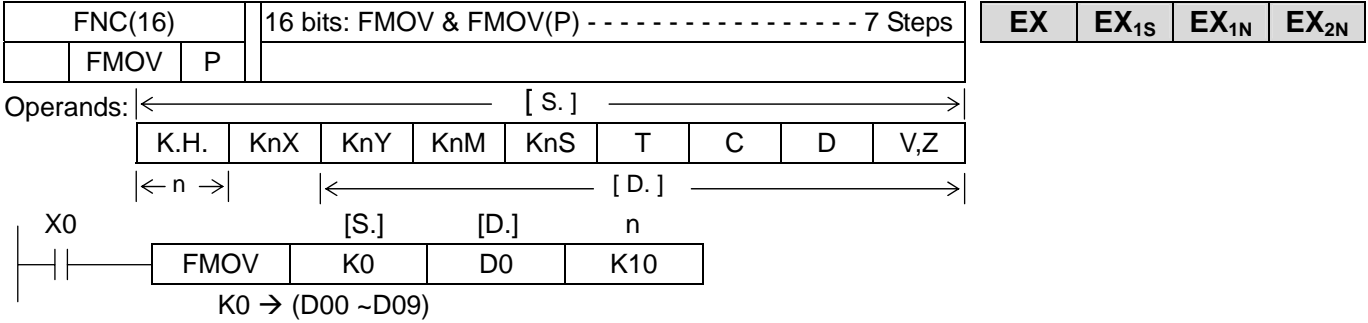 FNC(16) 16 bits: FMOV & FMOV(P) - - - - - - - - - - - - - - - - - - 7 Steps EX EX1S EX1N EX2N
FMOV P
Operands: [ S. ]
K.H. KnX KnY KnM KnS T C D V,Z
n [ D. ]
X0 [S.] [D.] n
FMOV K0 D0 K10
K0 → (D00 ~D09)